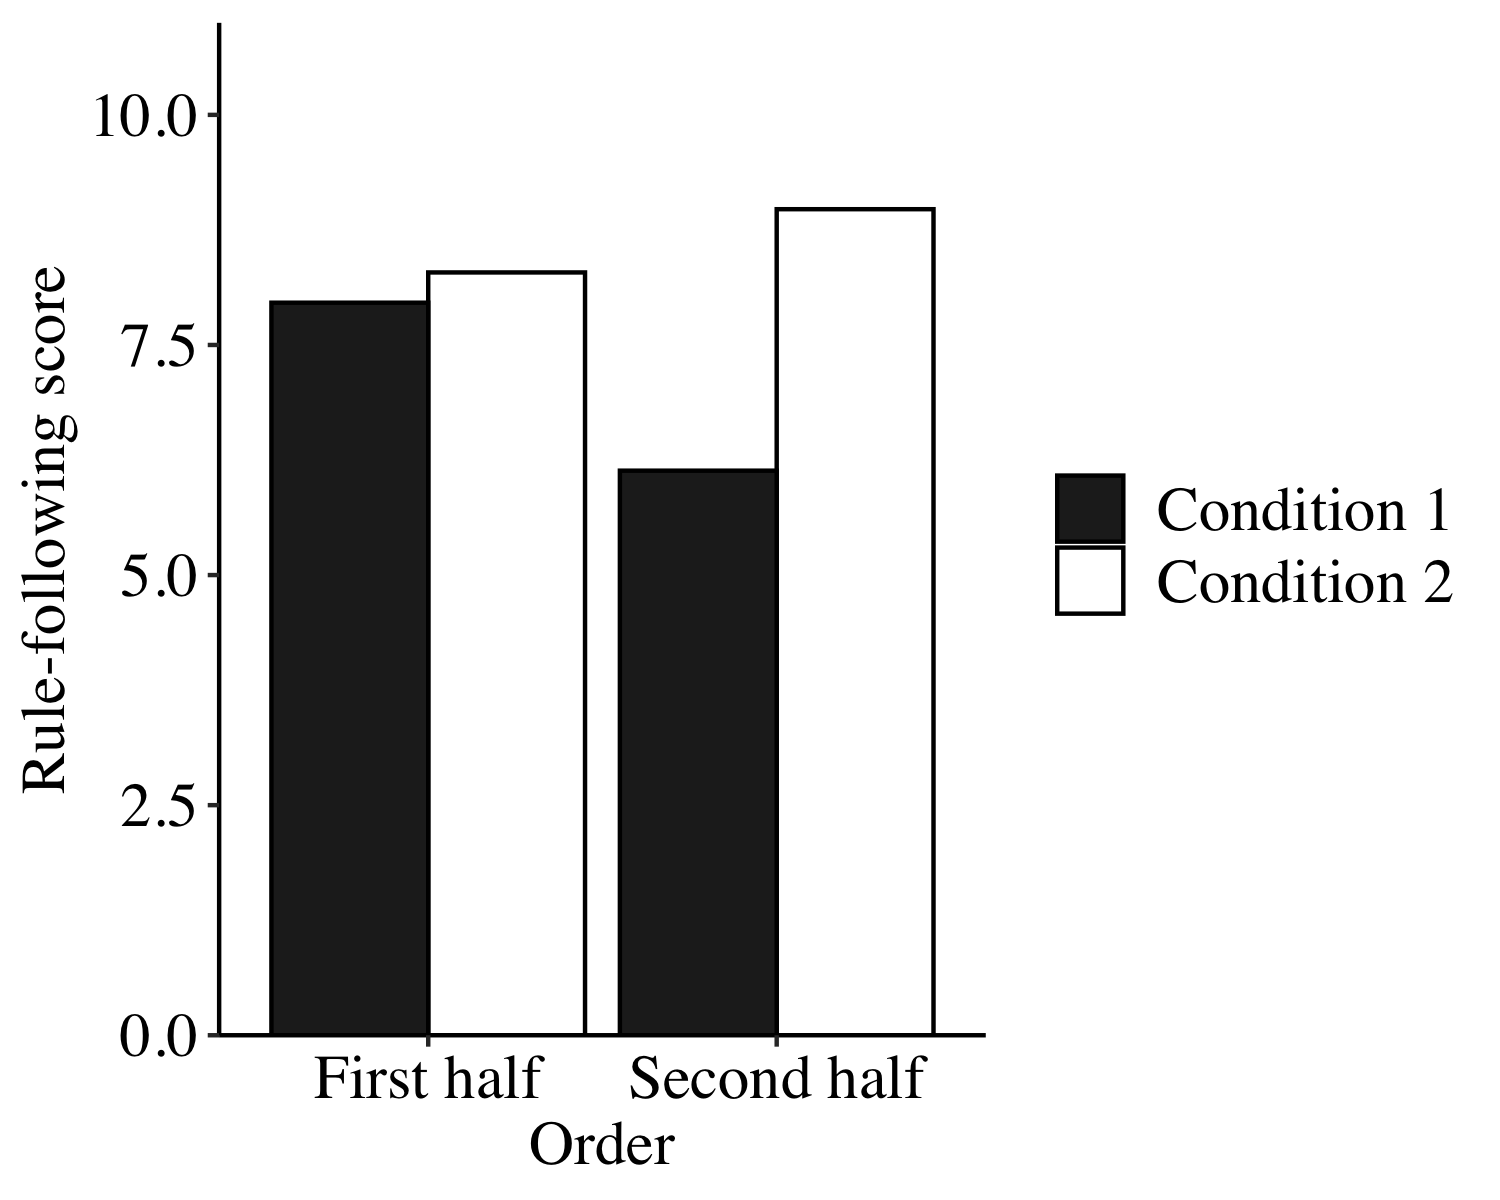 Rule-following score
10.0
7.5
5.0
2.5
0.0
First half
Second half
Order
Condition 1
Condition 2